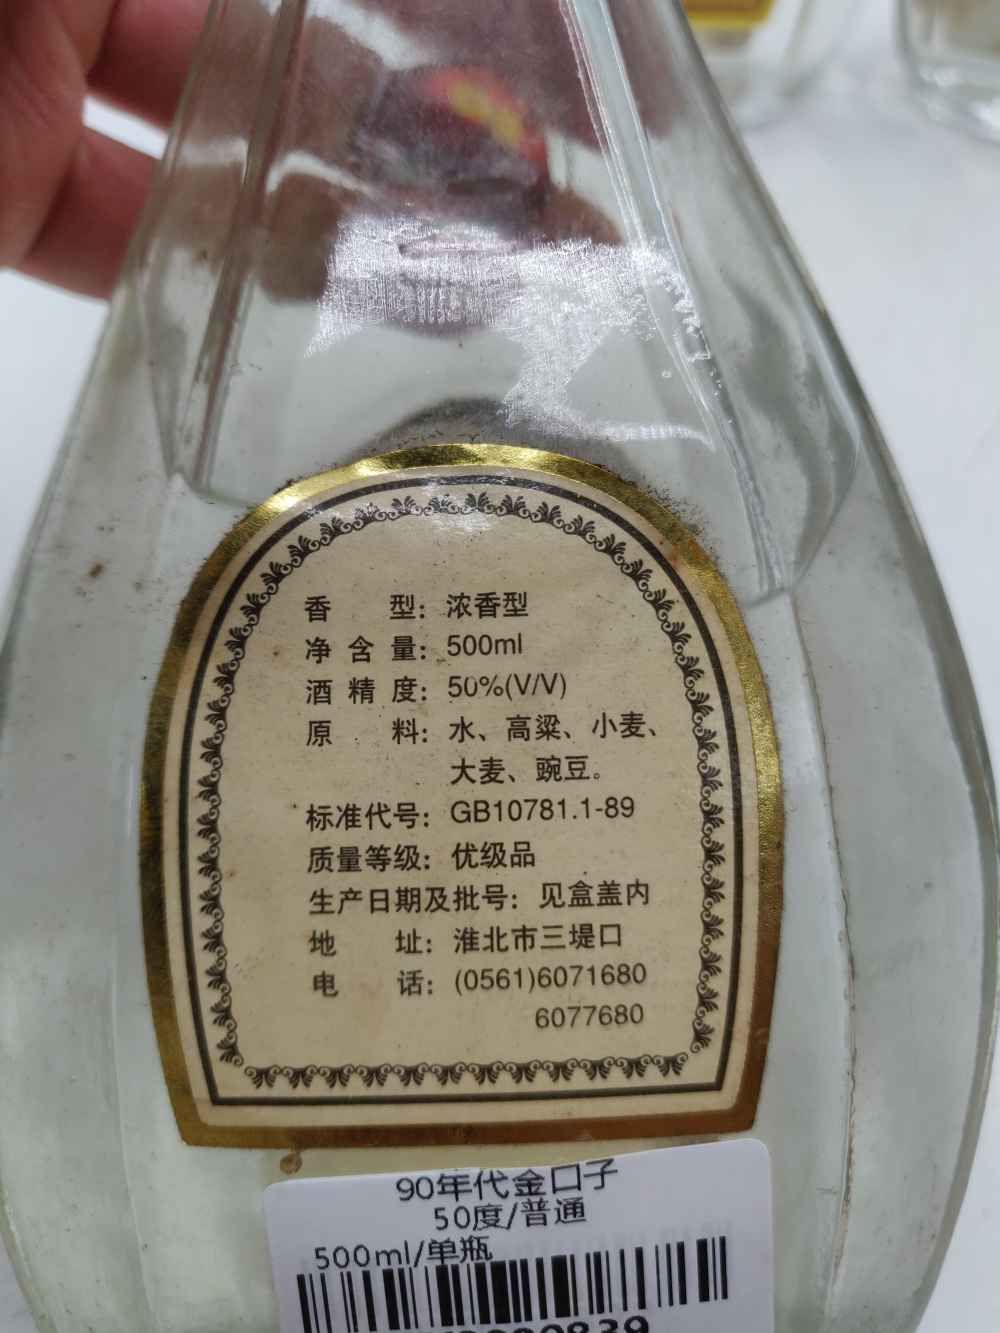 香 型：浓香型
净含量：500ml
酒精度：50%(V/V)
原 料：水、高粱、小麦、
大麦、豌豆。
标准代号：GB10781.1-89
质量等级：优级品
生产日期及批号：见盒盖内
地 址：淮北市三堤口
电 话：(0561)6071680
6077680
90年代金口子
50度/普通
500ml/单瓶